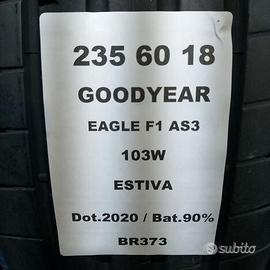 235 60 18
GOODYEAR
EAGLE F1 AS3
103W
ESTIVA
Dot.2020 / Bat.90%
BR373
subito